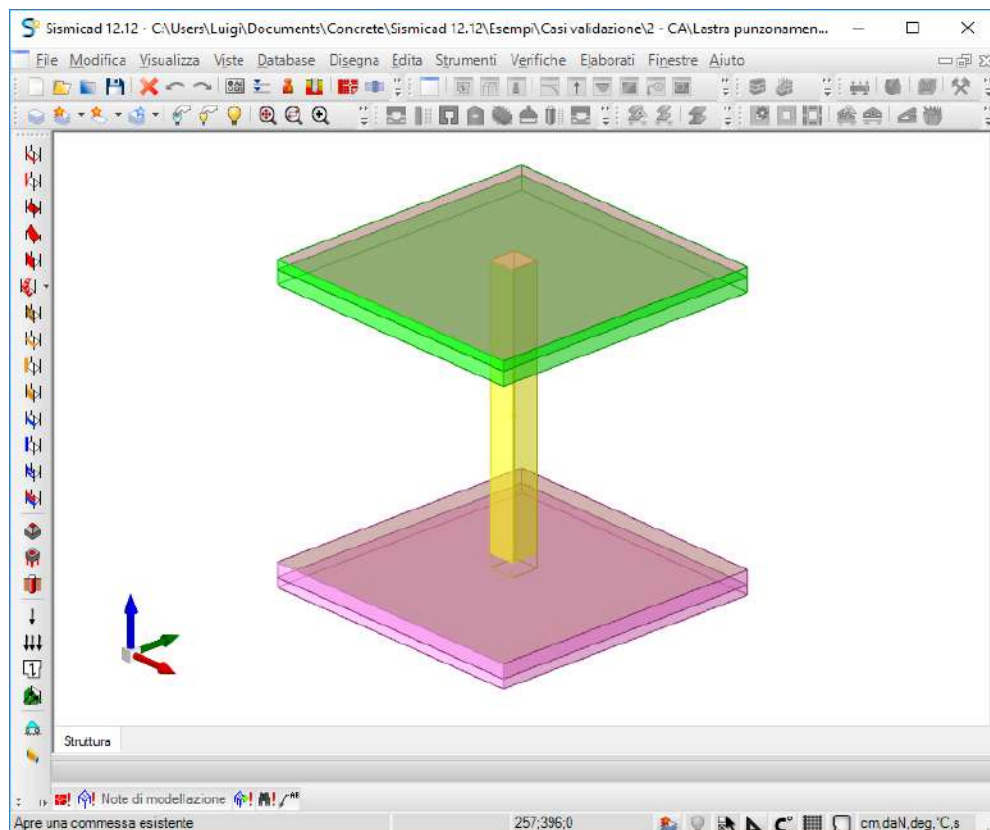 Sismicad 12.12 - C:\Users\Luigi\Documents\Concrete\Sismicad 12.12\Esempi\Casi validazione\2 - CA\Lastra punzonamen...
File Modifica Visualizza Viste Database Disegna Edita Strumenti Verifiche Elaborati Finestre Aiuto
Struttura
Note di modellazione
Apre una commessa esistente 257;396;0 cm,daN,deg,°C,s